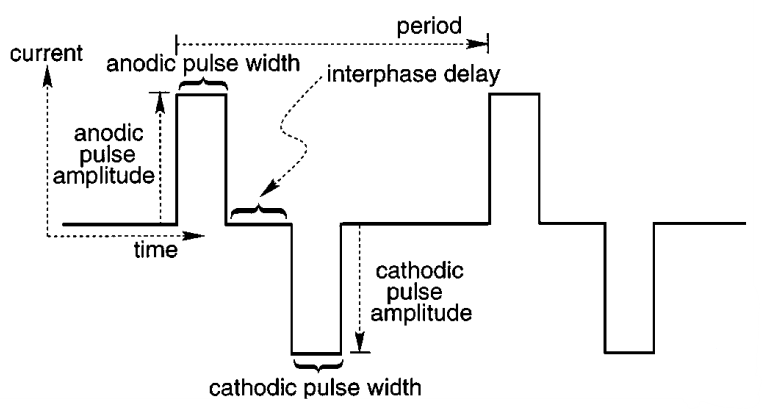 period
current
anodic pulse width
interphase delay
anodic
pulse
amplitude
time
cathodic
pulse
amplitude
cathodic pulse width